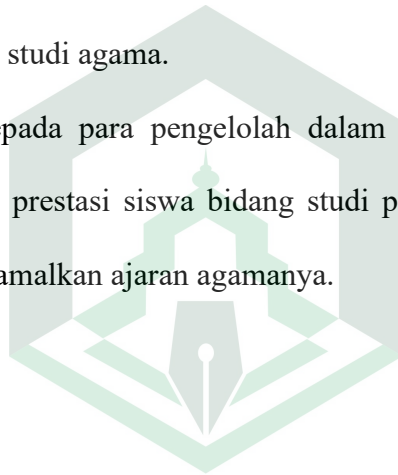 studi agama.
pada para pengelolah dalam
prestasi siswa bidang studi
amalkan ajaran agamanya.